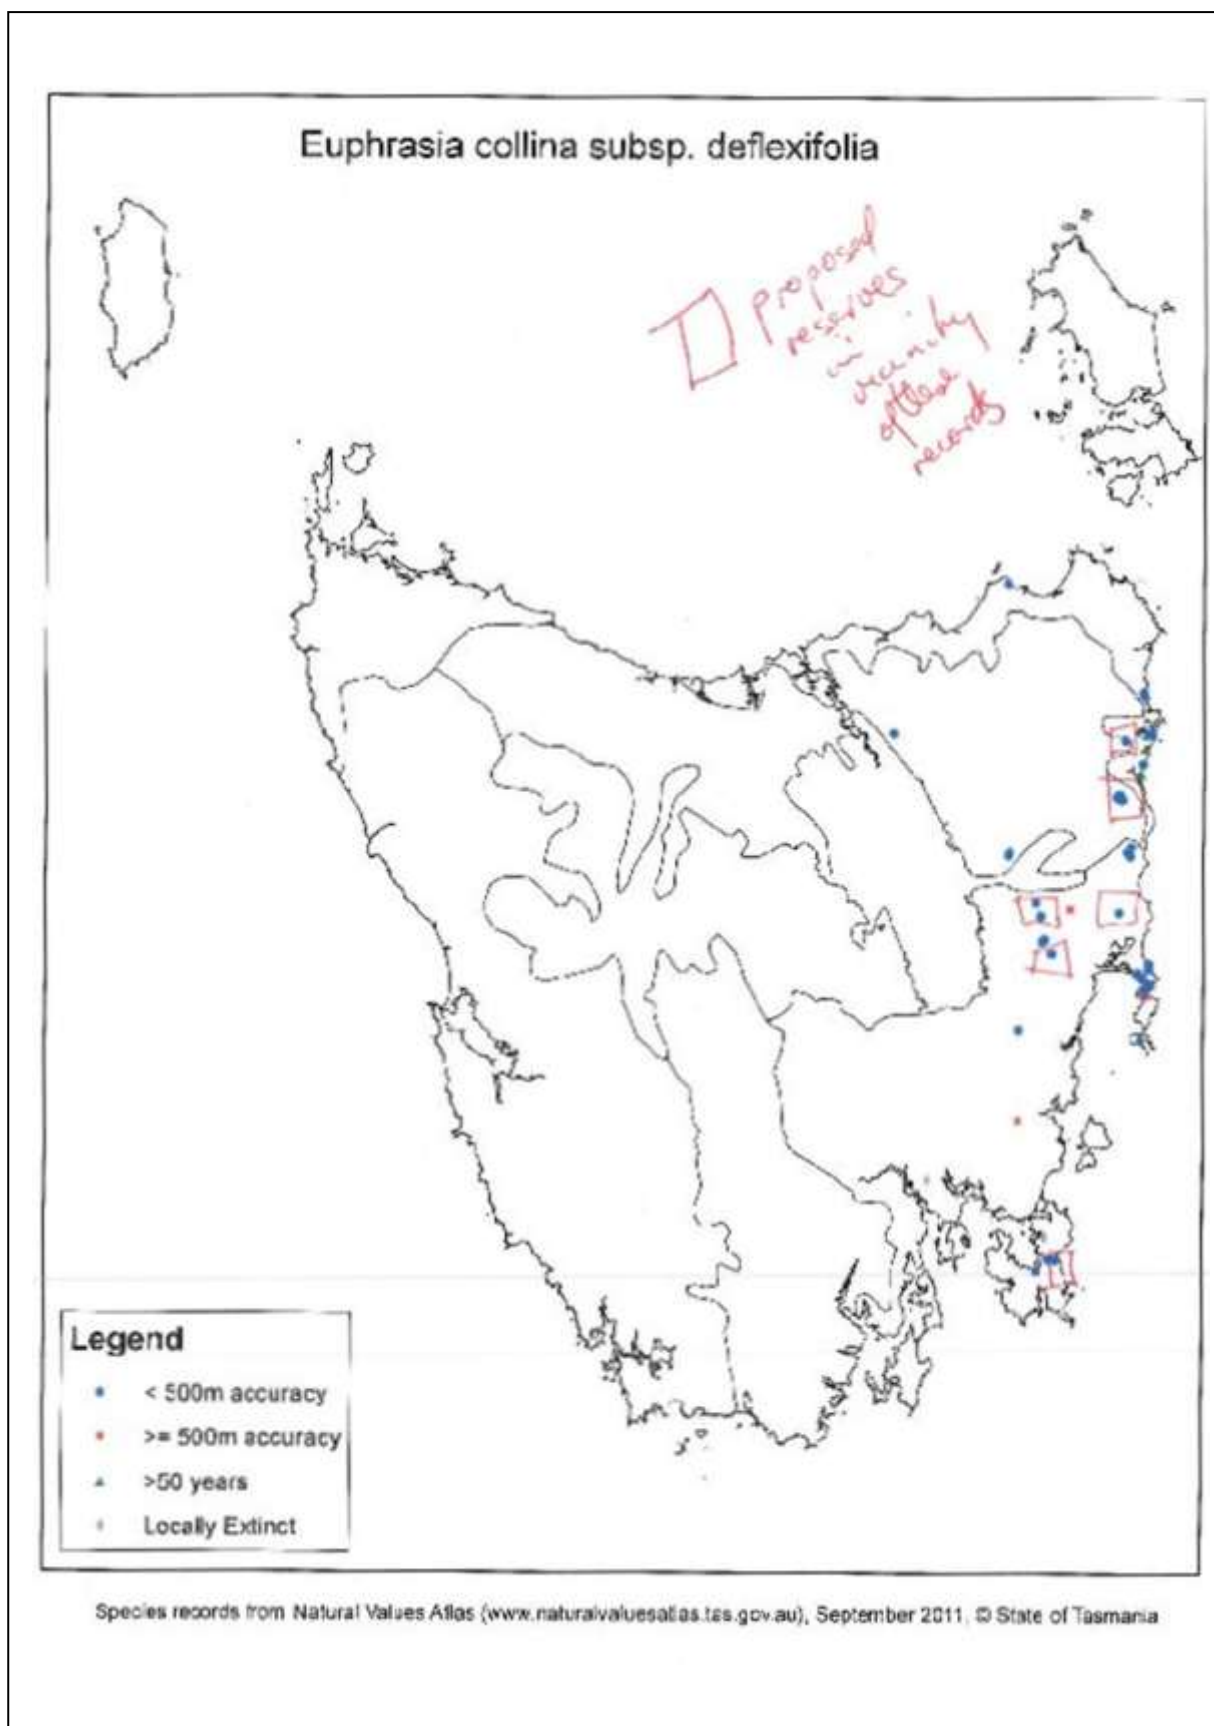 Euphrasia collina subsp. deflexifolia
proposed
reserves
in
vicinity
of these
records
Legend
< 500m accuracy
>= 500m accuracy
>50 years
Locally Extinct
Species records from Natural Values Atlas (www.naturalvaluesatlas.tas.gov.au), September 2011, © State of Tasmania